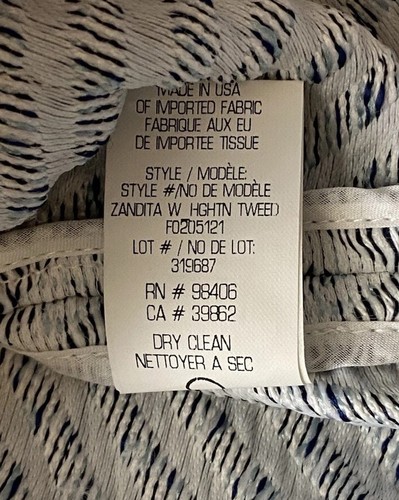 MADE IN USA
OF IMPORTED FABRIC
FABRIQUE AUX EU
DE IMPORTEE TISSUE
STYLE / MODÈLE:
STYLE #/NO DE MODÈLE
ZANDITA W (HGHTN TWEED)
F0205121
LOT # / NO DE LOT:
319687
RN # 98406
CA # 39862
DRY CLEAN
NETTOYER A SEC